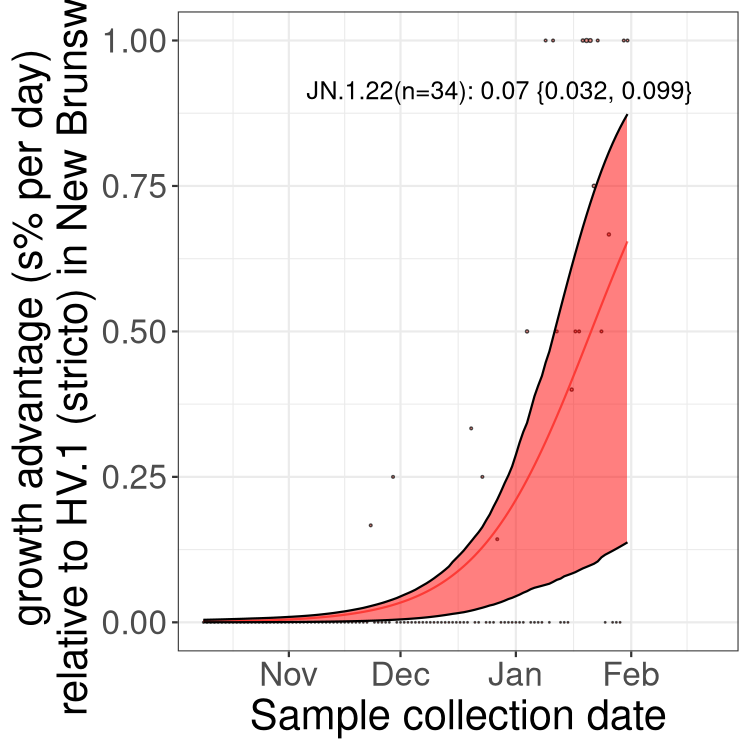 growth advantage (s% per day)
relative to HV.1 (stricto) in New Brunsw
1.00
0.75
0.50
0.25
0.00
JN.1.22(n=34): 0.07 {0.032, 0.099}
Nov Dec Jan Feb
Sample collection date